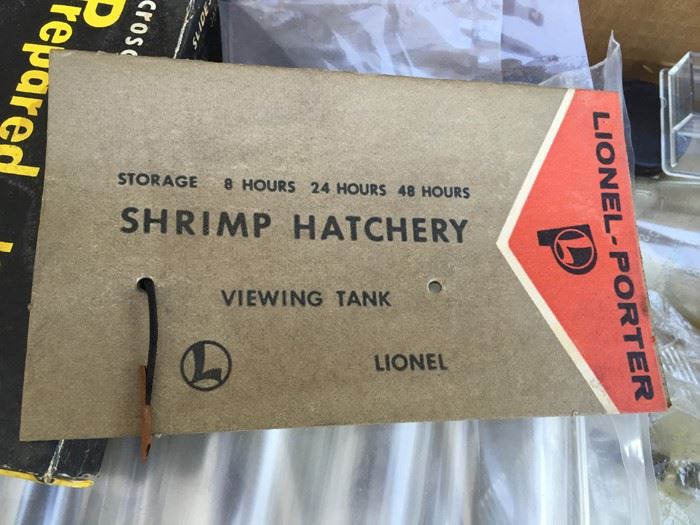 Prepared
STORAGE 8 HOURS 24 HOURS 48 HOURS
SHRIMP HATCHERY
VIEWING TANK
L LIONEL
LIONEL-PORTER
L